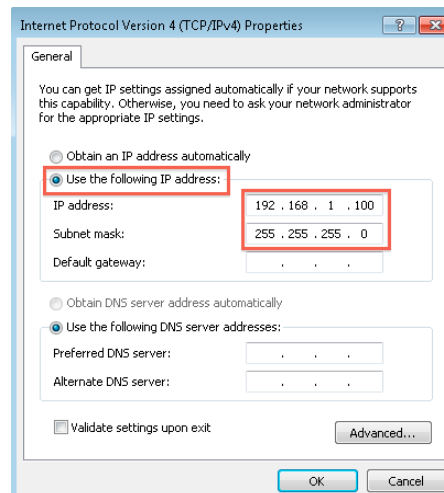 Internet Protocol Version 4 (TCP/IPv4) Properties
General
You can get IP settings assigned automatically if your network supports
this capability. Otherwise, you need to ask your network administrator
for the appropriate IP settings.
Obtain an IP address automatically
Use the following IP address:
IP address: 192 . 168 . 1 . 100
Subnet mask: 255 . 255 . 255 . 0
Default gateway: . . .
Obtain DNS server address automatically
Use the following DNS server addresses:
Preferred DNS server: . . .
Alternate DNS server: . . .
Validate settings upon exit
Advanced...
OK Cancel